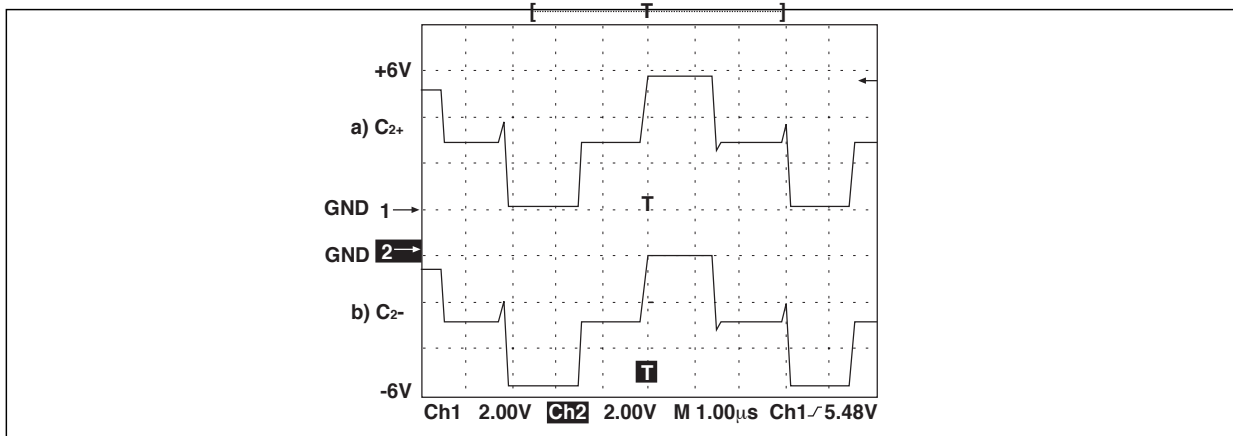 [ T ]
+6V
a) C2+
T
GND 1→
GND 2→
b) C2-
T
-6V
Ch1 2.00V Ch2 2.00V M 1.00µs Ch1 5.48V